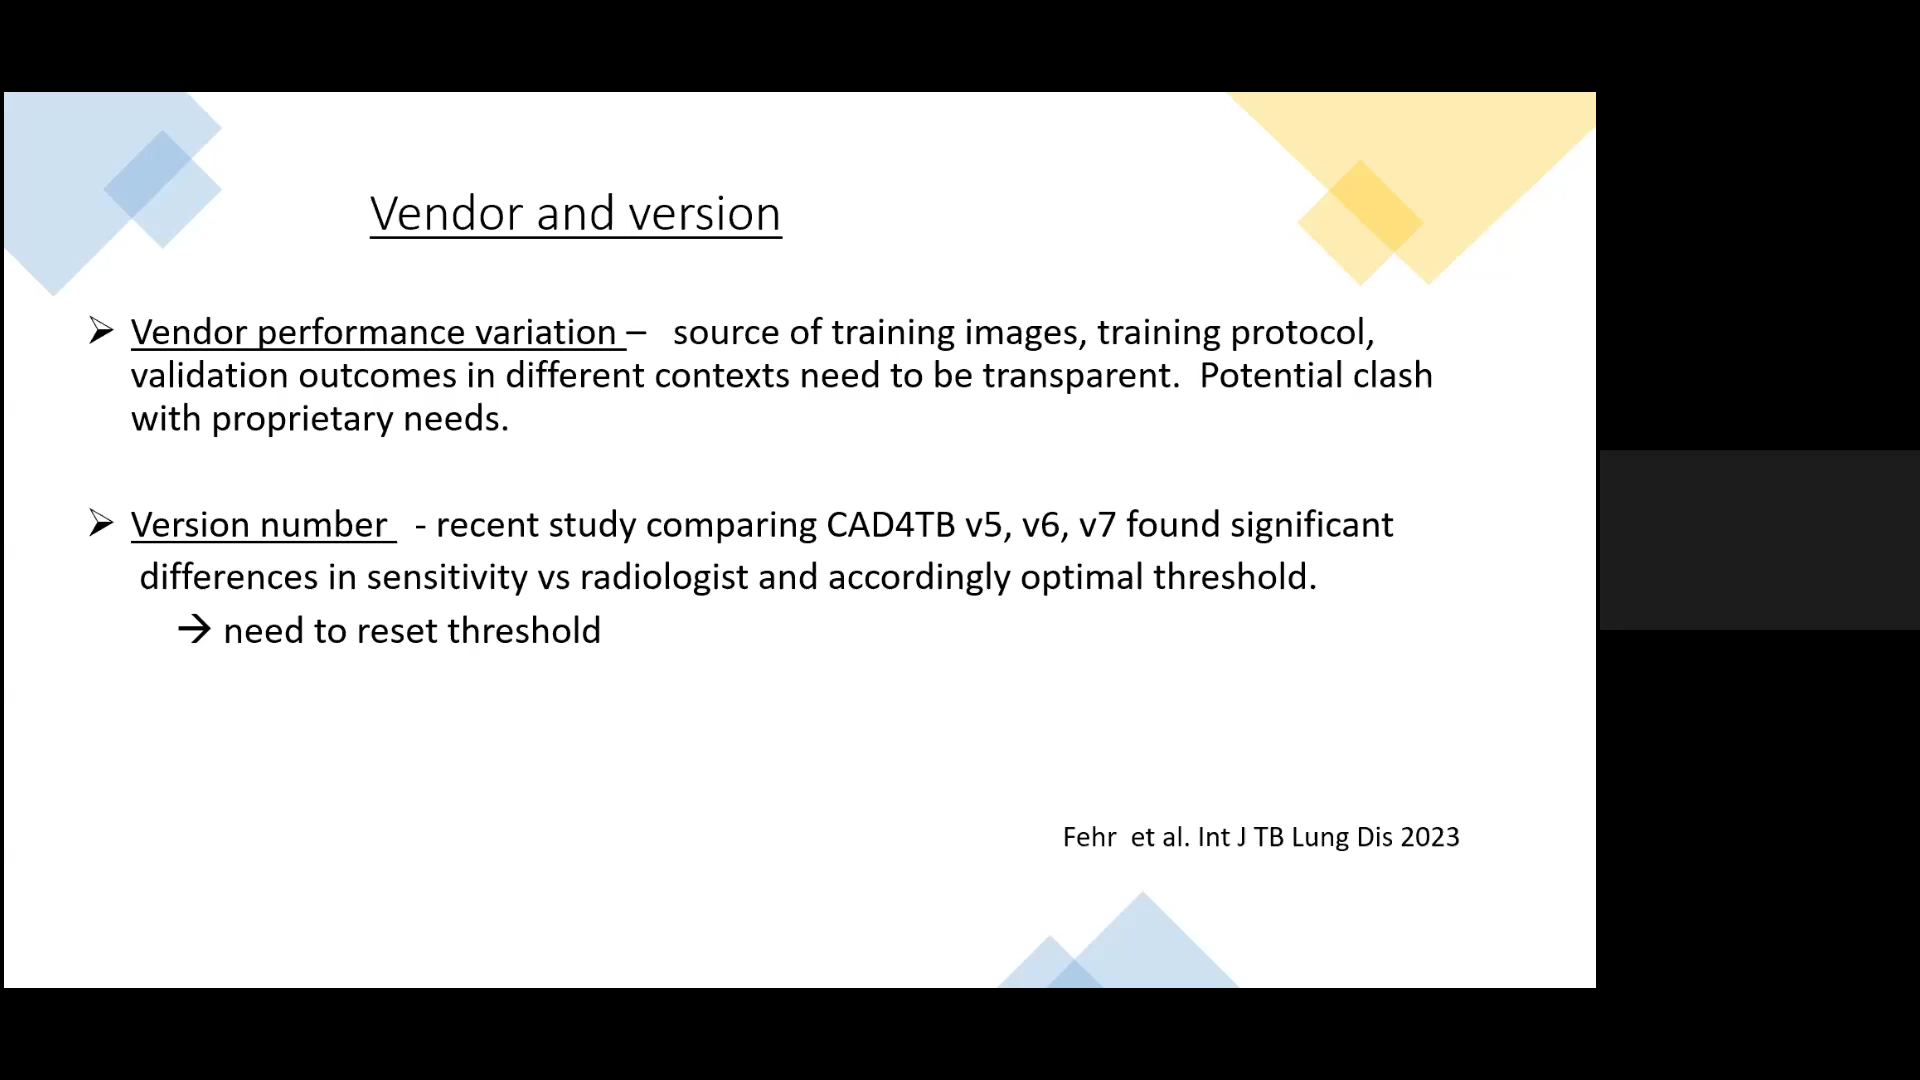 Vendor and version
➢ Vendor performance variation – source of training images, training protocol,
validation outcomes in different contexts need to be transparent. Potential clash
with proprietary needs.
➢ Version number - recent study comparing CAD4TB v5, v6, v7 found significant
differences in sensitivity vs radiologist and accordingly optimal threshold.
→ need to reset threshold
Fehr et al. Int J TB Lung Dis 2023